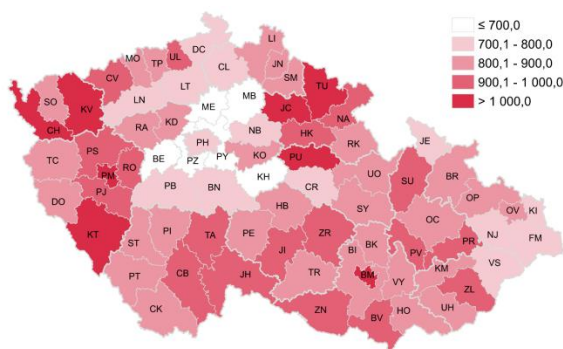 ≤ 700,0
700,1 - 800,0
800,1 - 900,0
900,1 - 1 000,0
> 1 000,0
LI
DC
MO
TP
UL
CL
JN
SM
CV
TU
LT
MB
SO
KV
LN
ME
JC
NA
CH
RA
KD
NB
HK
PH
JE
PS
RO
BE
PZ
PY
KO
PU
RK
TC
PM
KH
UO
SU
BR
PJ
PB
BN
CR
OP
DO
SY
OV
KI
HB
OC
KT
ST
PI
TA
PE
ZR
NJ
FM
JI
BI
BK
PV
PR
VS
PT
CB
JH
TR
BM
VY
KM
ZL
CK
ZN
BV
HO
UH